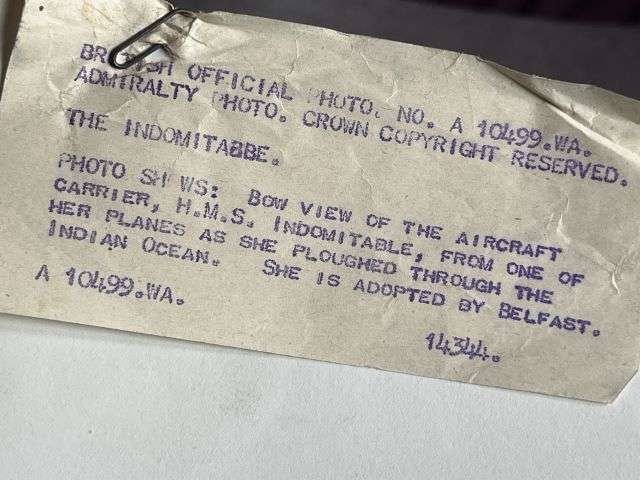 BRITISH OFFICIAL PHOTO. NO. A 10499.WA.
ADMIRALTY PHOTO. CROWN COPYRIGHT RESERVED.
THE INDOMITABBE.
PHOTO SHEWS: BOW VIEW OF THE AIRCRAFT
CARRIER, H.M.S. INDOMITABLE, FROM ONE OF
HER PLANES AS SHE PLOUGHED THROUGH THE
INDIAN OCEAN. SHE IS ADOPTED BY BELFAST.
A 10499.WA.
14344.